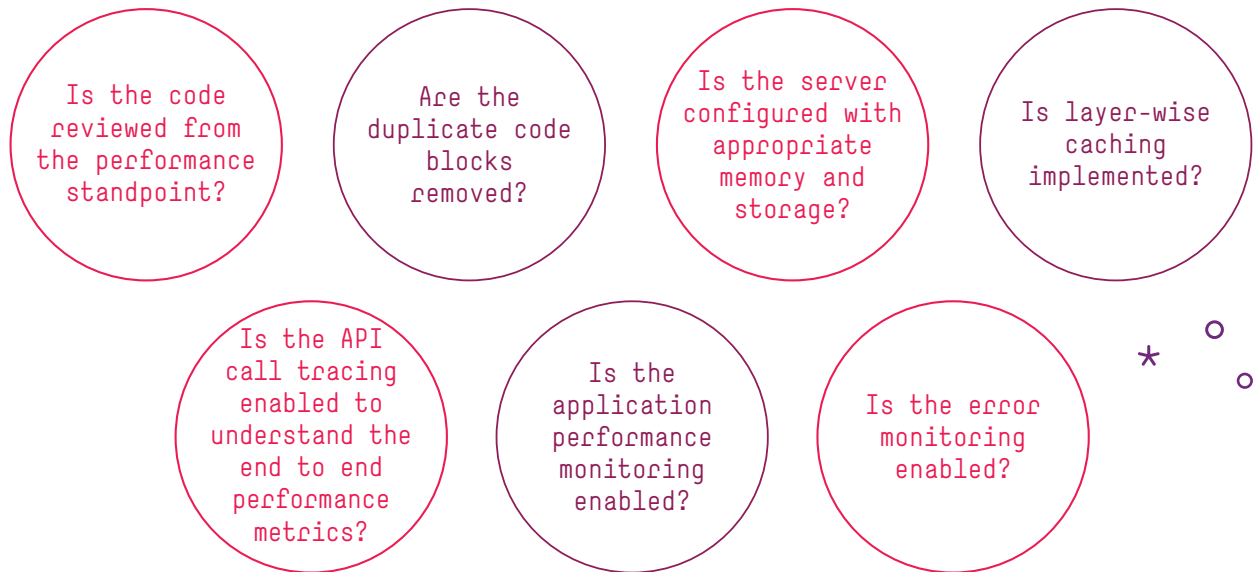 Is the code
reviewed from
the performance
standpoint?
Are the
duplicate code
blocks
removed?
Is the server
configured with
appropriate
memory and
storage?
Is layer-wise
caching
implemented?
Is the API
call tracing
enabled to
understand the
end to end
performance
metrics?
Is the
application
performance
monitoring
enabled?
Is the error
monitoring
enabled?